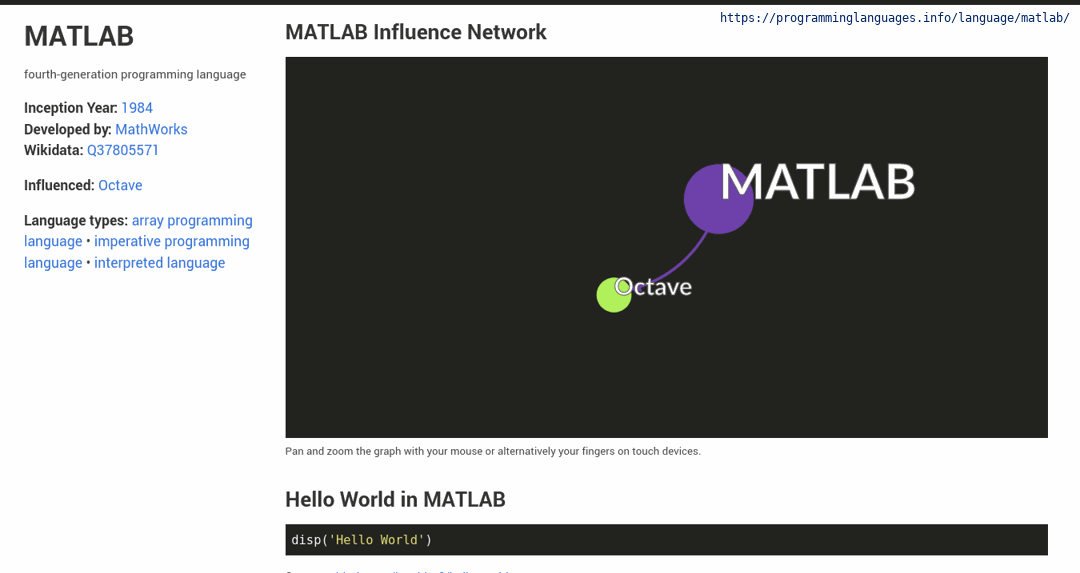 https://programminglanguages.info/language/matlab/
MATLAB
fourth-generation programming language
Inception Year: 1984
Developed by: MathWorks
Wikidata: Q37805571
Influenced: Octave
Language types: array programming
language • imperative programming
language • interpreted language
MATLAB Influence Network
MATLAB
Octave
Pan and zoom the graph with your mouse or alternatively your fingers on touch devices.
Hello World in MATLAB
disp('Hello World')